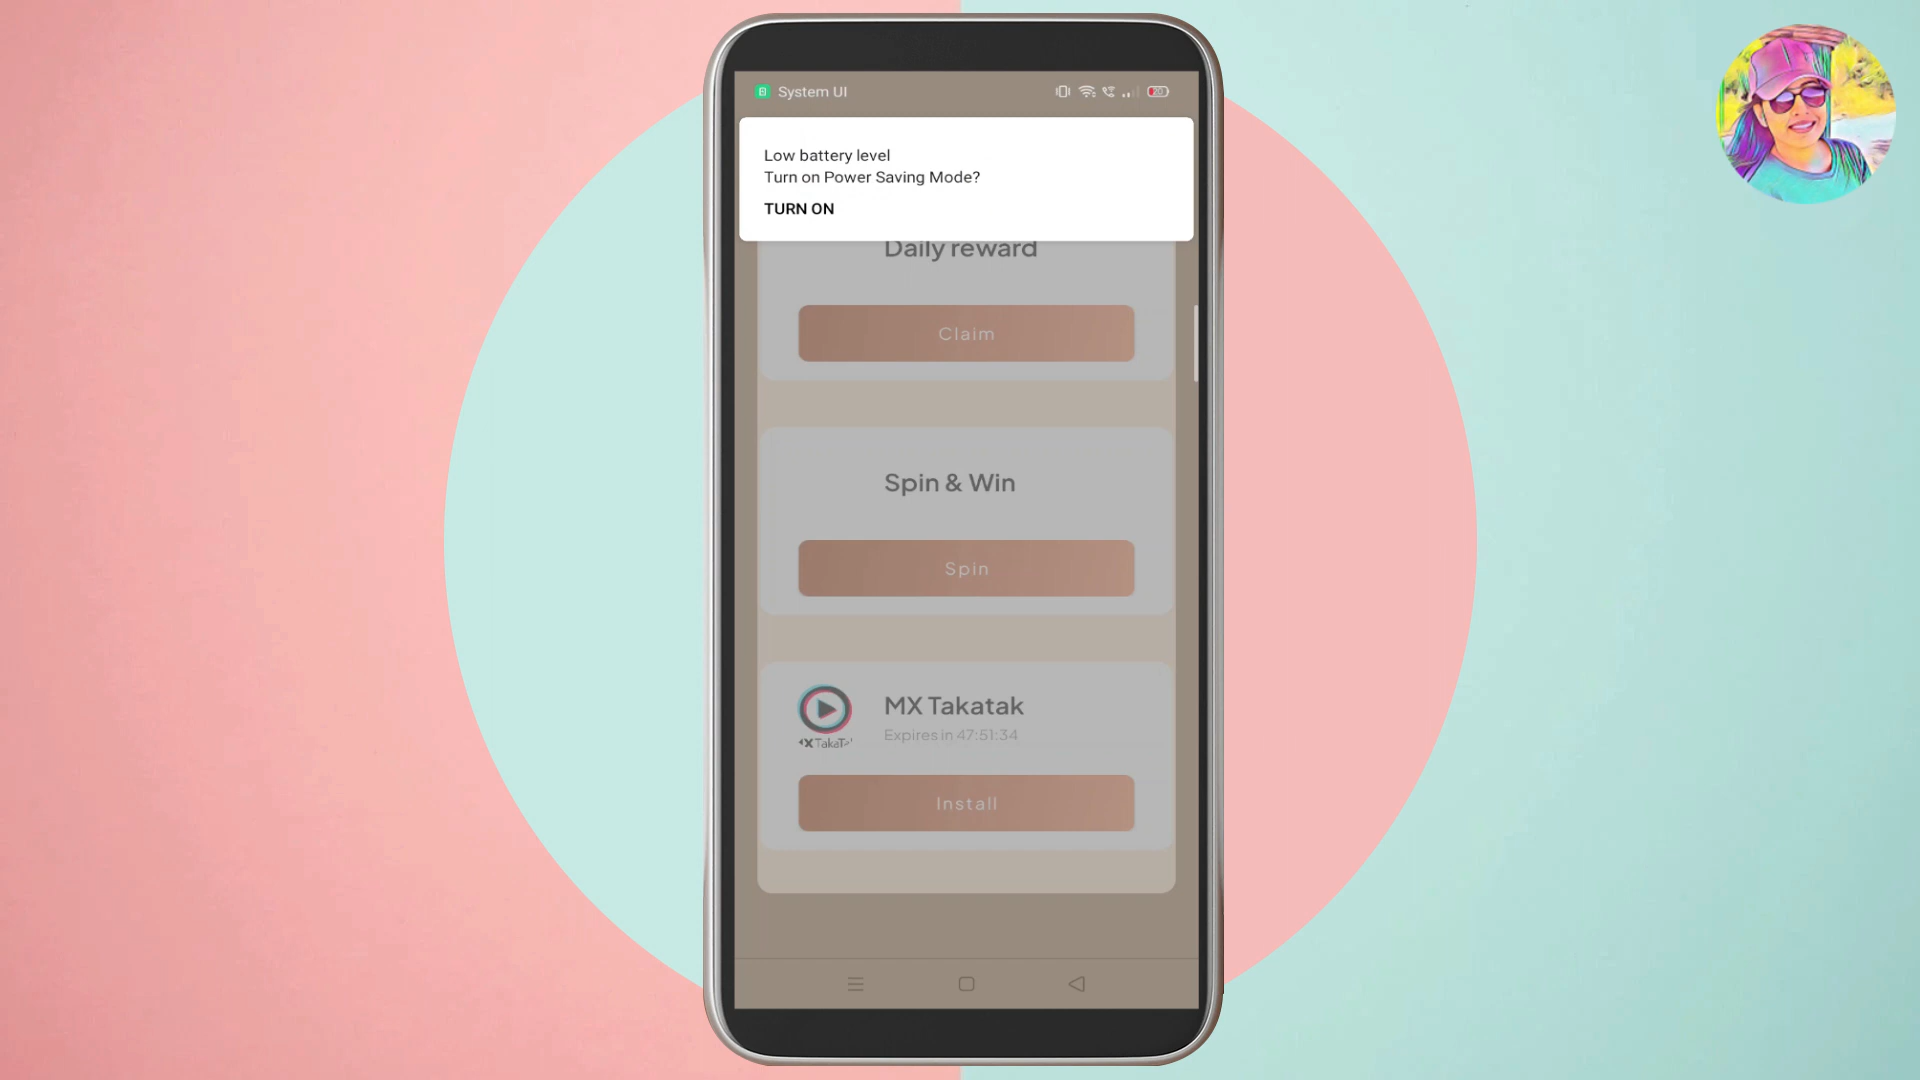 System UI
20
Low battery level
Turn on Power Saving Mode?
TURN ON
Daily reward
Claim
Spin & Win
Spin
MX Takatak
Expires in 47:51:34
Install